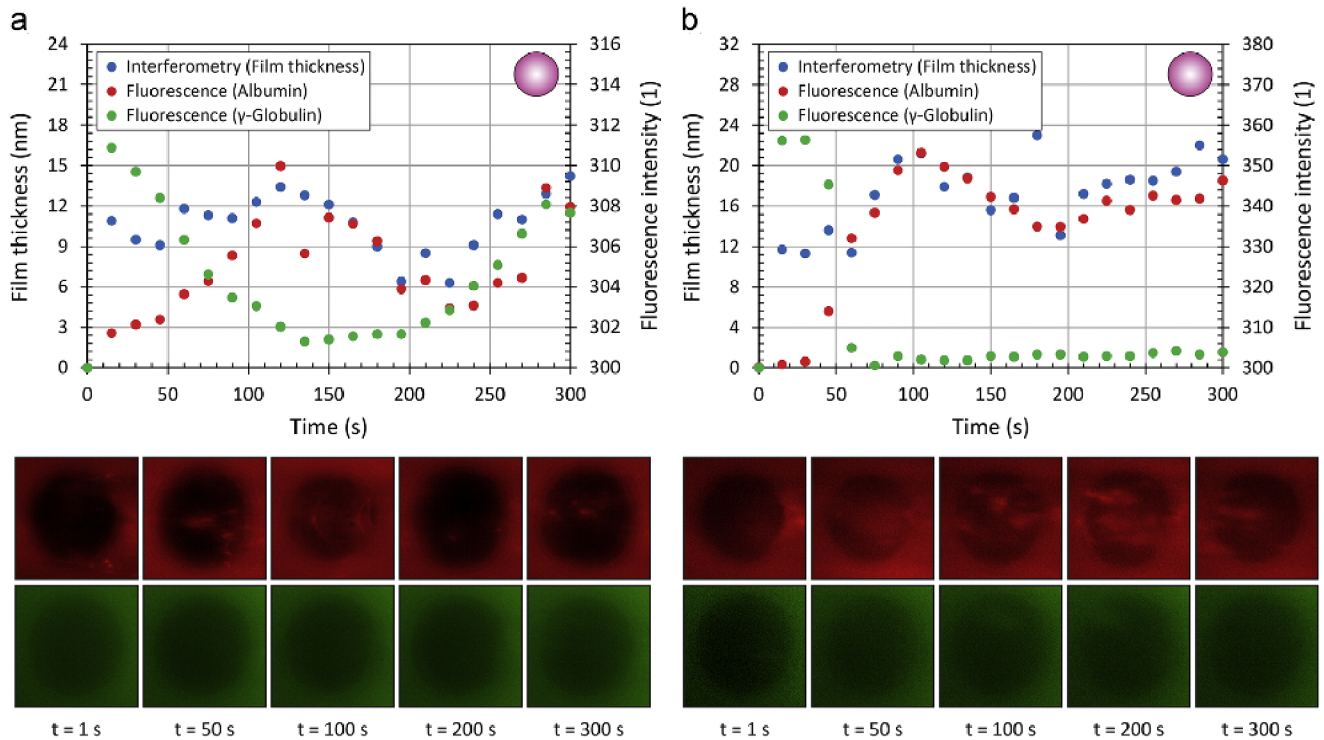 a
24
21
18
15
12
9
6
3
0
Film thickness (nm)
Interferometry (Film thickness)
Fluorescence (Albumin)
Fluorescence (γ-Globulin)
316
314
312
310
308
306
304
302
300
Fluorescence intensity (1)
0 50 100 150 200 250 300
Time (s)
b
32
28
24
20
16
12
8
4
0
Film thickness (nm)
Interferometry (Film thickness)
Fluorescence (Albumin)
Fluorescence (γ-Globulin)
380
370
360
350
340
330
320
310
300
Fluorescence intensity (1)
0 50 100 150 200 250 300
Time (s)
t = 1 s t = 50 s t = 100 s t = 200 s t = 300 s
t = 1 s t = 50 s t = 100 s t = 200 s t = 300 s